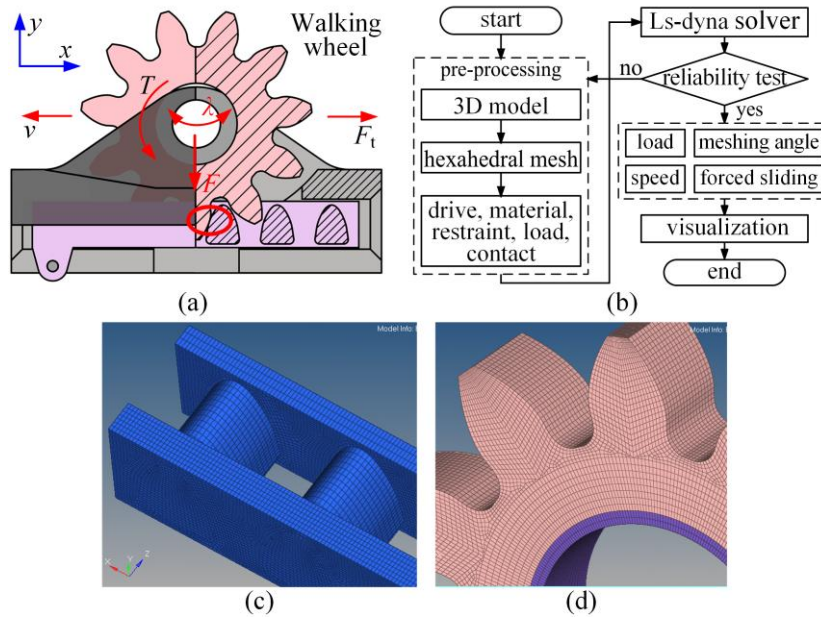 y
x
Walking
wheel
T
λ
v
F
F_t
(a)
start
pre-processing
3D model
hexahedral mesh
drive, material,
restraint, load,
contact
Ls-dyna solver
no
reliability test
yes
load
meshing angle
speed
forced sliding
visualization
end
(b)
Model Info:
X
Y
Z
(c)
Model Info:
(d)